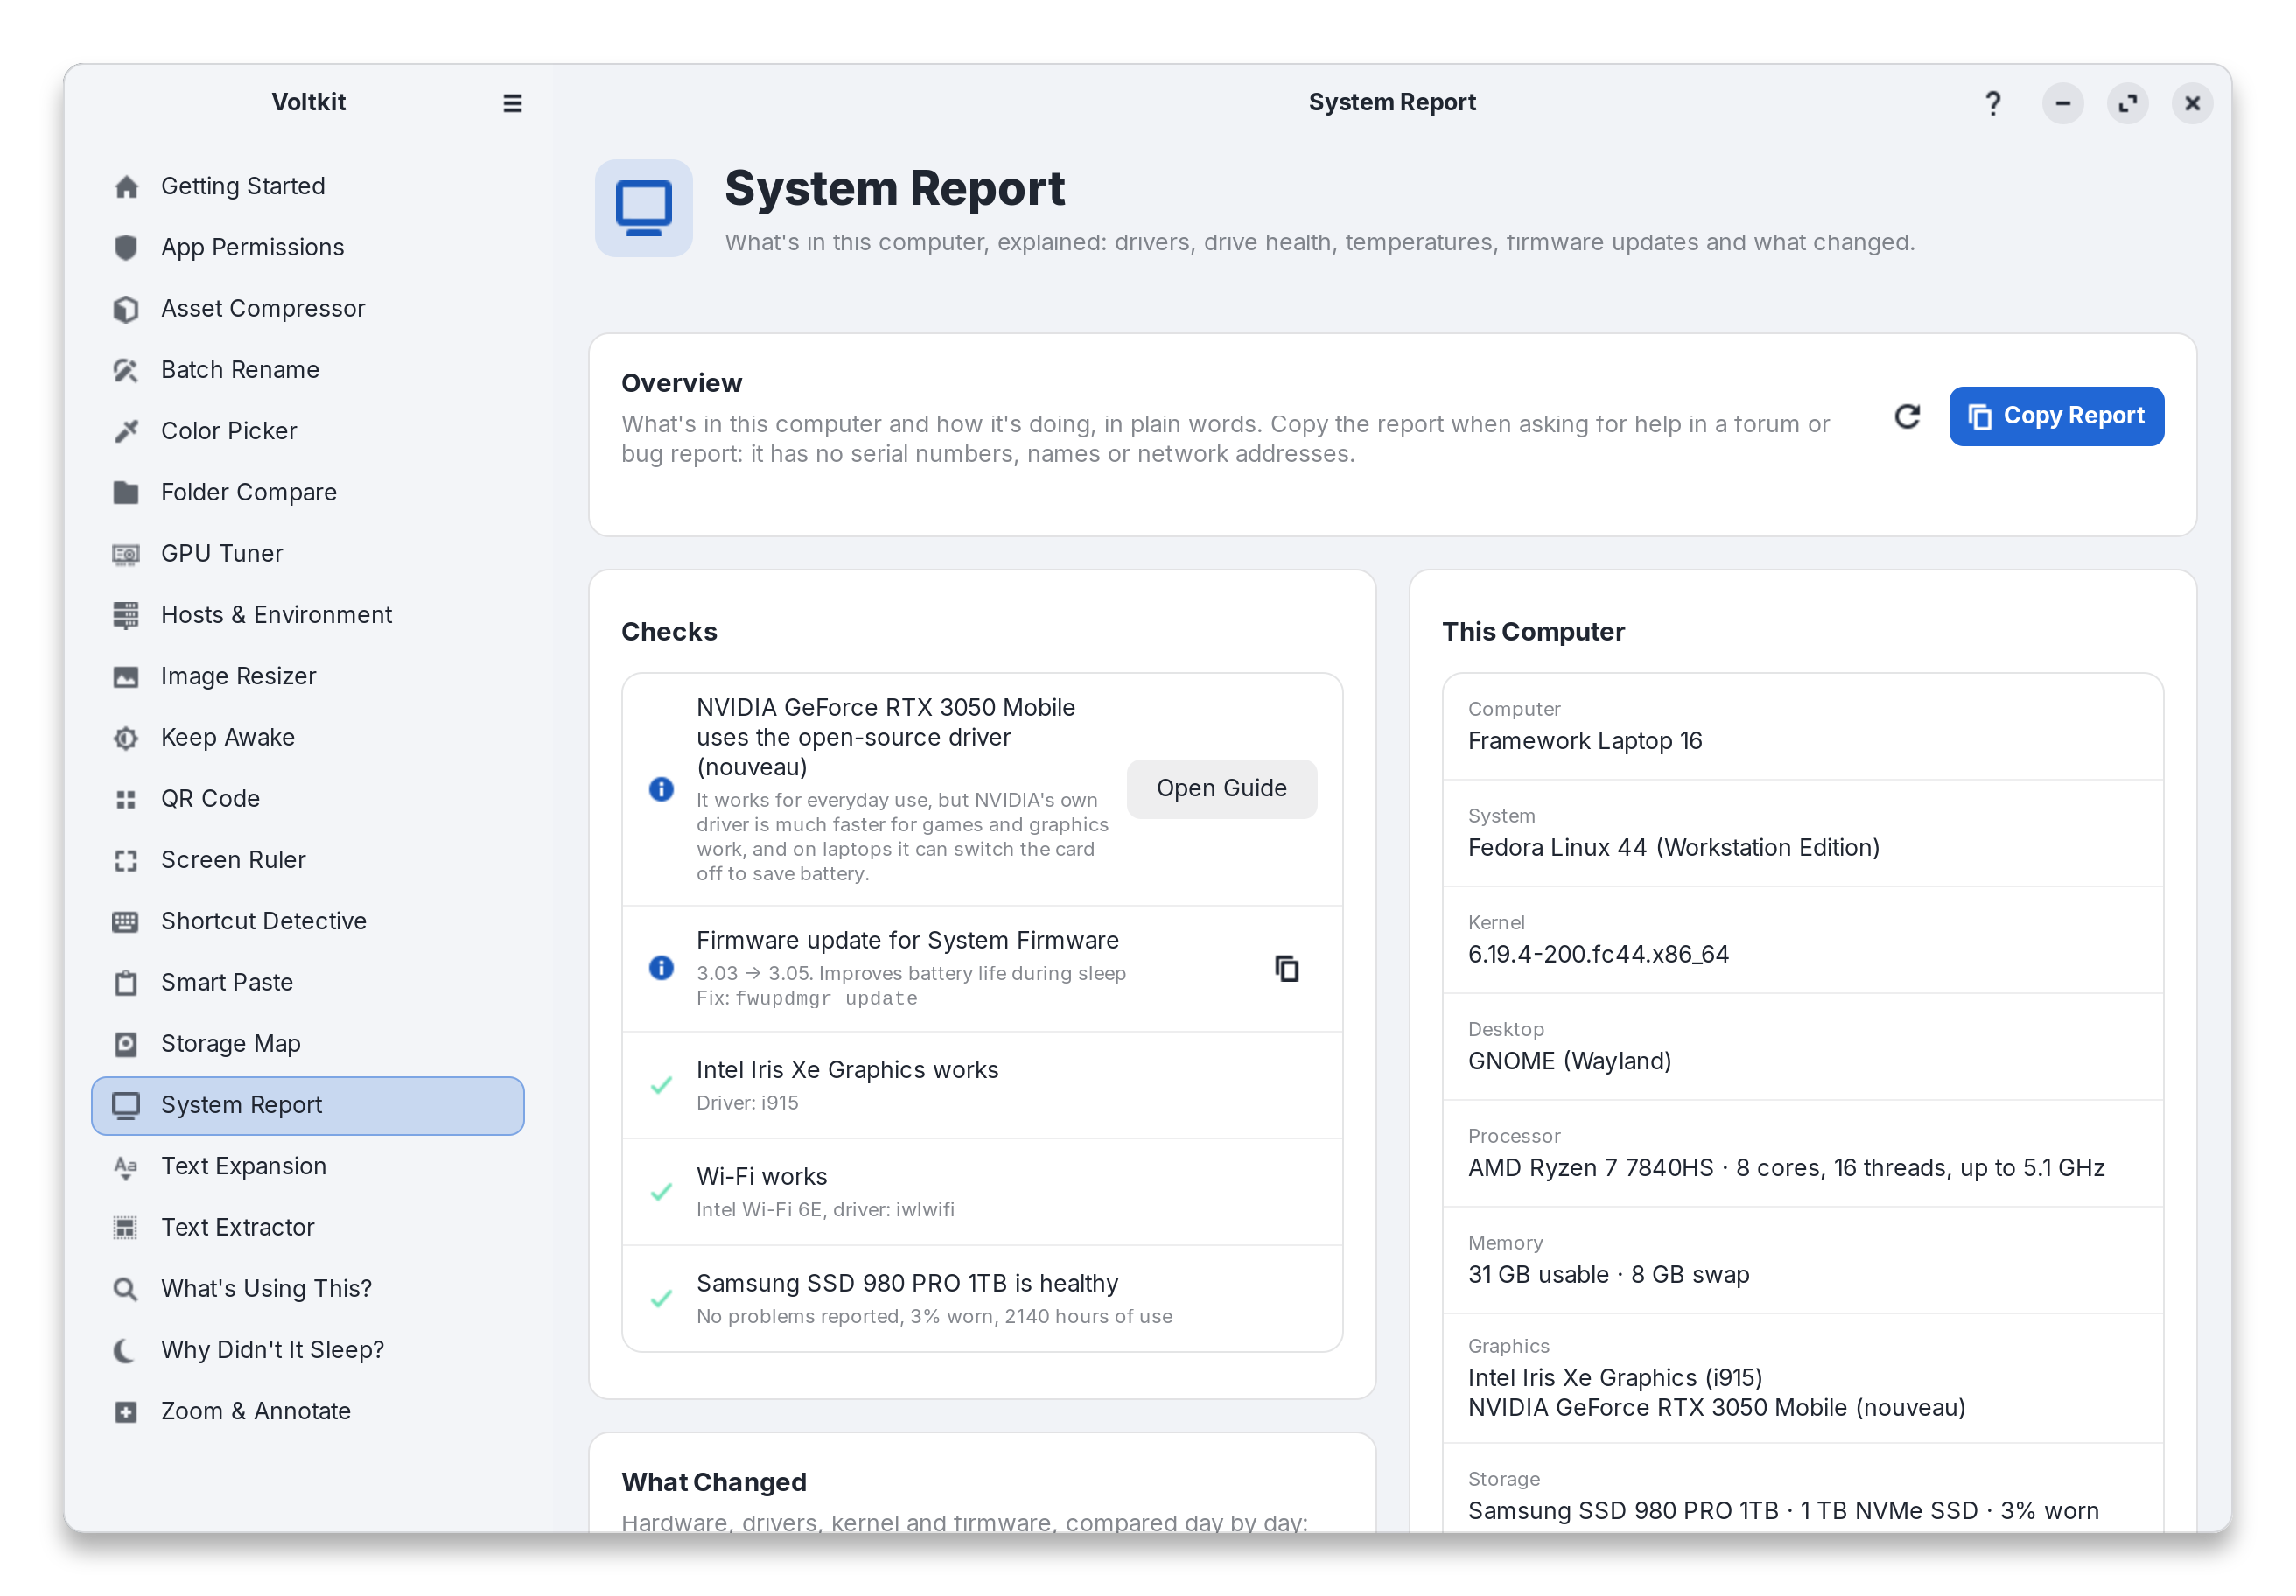 Voltkit
System Report
?
Getting Started
App Permissions
Asset Compressor
Batch Rename
Color Picker
Folder Compare
GPU Tuner
Hosts & Environment
Image Resizer
Keep Awake
QR Code
Screen Ruler
Shortcut Detective
Smart Paste
Storage Map
System Report
Text Expansion
Text Extractor
What's Using This?
Why Didn't It Sleep?
Zoom & Annotate
System Report
What's in this computer, explained: drivers, drive health, temperatures, firmware updates and what changed.
Overview
What's in this computer and how it's doing, in plain words. Copy the report when asking for help in a forum or
bug report: it has no serial numbers, names or network addresses.
Copy Report
Checks
NVIDIA GeForce RTX 3050 Mobile
uses the open-source driver
(nouveau)
It works for everyday use, but NVIDIA's own
driver is much faster for games and graphics
work, and on laptops it can switch the card
off to save battery.
Open Guide
Firmware update for System Firmware
3.03 → 3.05. Improves battery life during sleep
Fix: fwupdmgr update
Intel Iris Xe Graphics works
Driver: i915
Wi-Fi works
Intel Wi-Fi 6E, driver: iwlwifi
Samsung SSD 980 PRO 1TB is healthy
No problems reported, 3% worn, 2140 hours of use
What Changed
Hardware, drivers, kernel and firmware, compared day by day:
This Computer
Computer
Framework Laptop 16
System
Fedora Linux 44 (Workstation Edition)
Kernel
6.19.4-200.fc44.x86_64
Desktop
GNOME (Wayland)
Processor
AMD Ryzen 7 7840HS · 8 cores, 16 threads, up to 5.1 GHz
Memory
31 GB usable · 8 GB swap
Graphics
Intel Iris Xe Graphics (i915)
NVIDIA GeForce RTX 3050 Mobile (nouveau)
Storage
Samsung SSD 980 PRO 1TB · 1 TB NVMe SSD · 3% worn